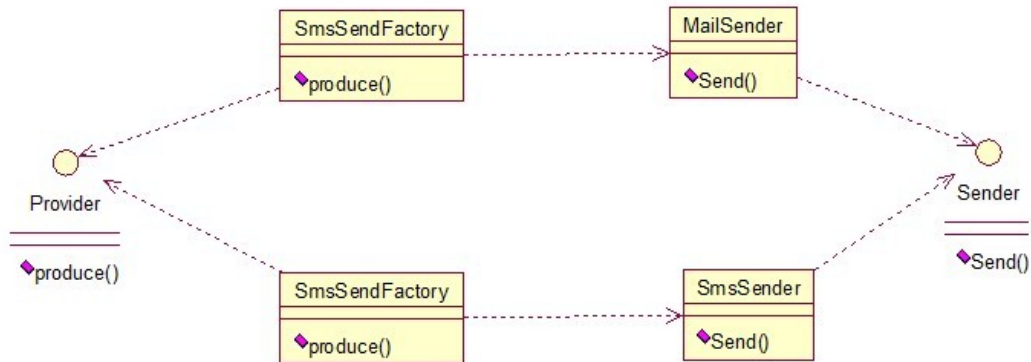 SmsSendFactory
produce()
MailSender
Send()
Provider
produce()
Sender
Send()
SmsSendFactory
produce()
SmsSender
Send()